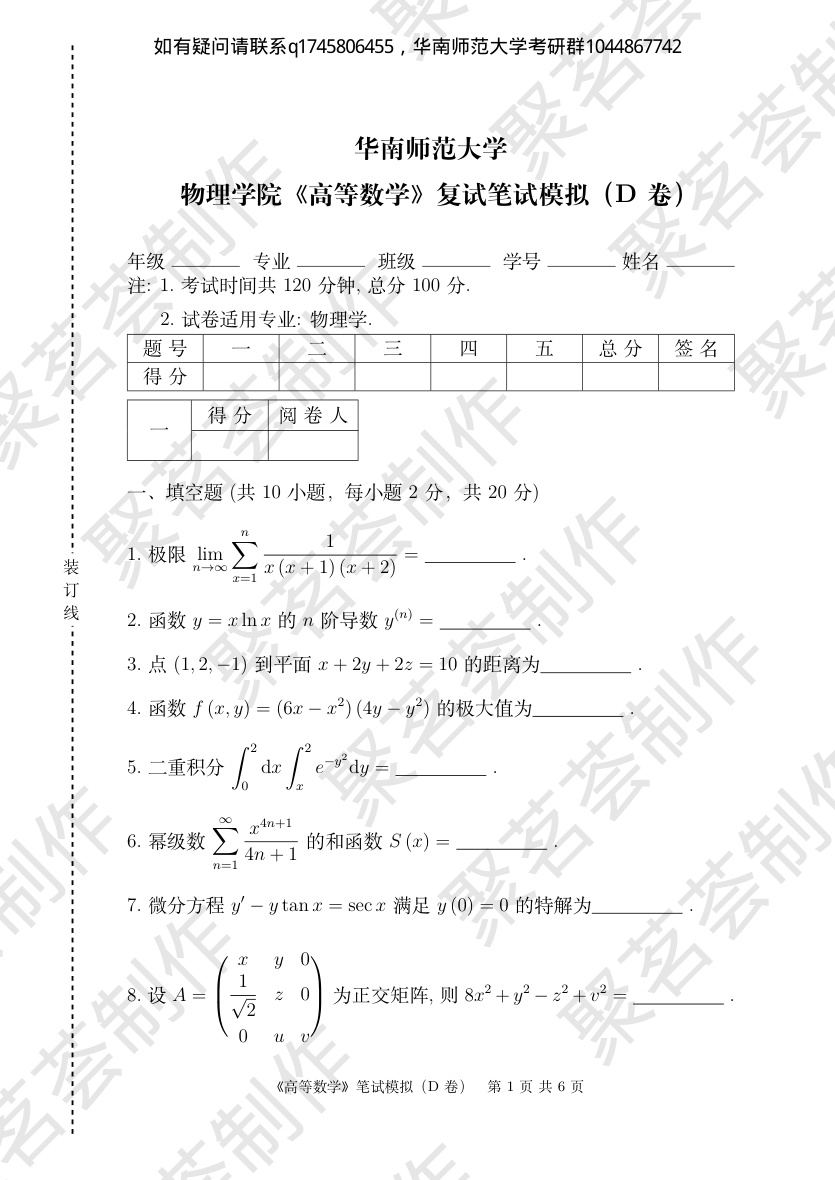 如有疑问请联系q1745806455，华南师范大学考研群1044867742
华南师范大学
物理学院《高等数学》复试笔试模拟（D 卷）
年级 ______ 专业 ______ 班级 ______ 学号 ______ 姓名 ______
注: 1. 考试时间共 120 分钟, 总分 100 分.
2. 试卷适用专业: 物理学.
题 号 一 二 三 四 五 总 分 签 名
得 分
一 得 分 阅 卷 人
一、填空题 (共 10 小题，每小题 2 分，共 20 分)
1. 极限 $\lim_{n\to\infty}\sum_{x=1}^{n}\frac{1}{x(x+1)(x+2)}=$ ______ .
2. 函数 $y=x\ln x$ 的 $n$ 阶导数 $y^{(n)}=$ ______ .
3. 点 $(1,2,-1)$ 到平面 $x+2y+2z=10$ 的距离为______ .
4. 函数 $f(x,y)=(6x-x^2)(4y-y^2)$ 的极大值为______ .
5. 二重积分 $\int_0^2\mathrm{d}x\int_x^2 e^{-y^2}\mathrm{d}y=$ ______ .
6. 幂级数 $\sum_{n=1}^{\infty}\frac{x^{4n+1}}{4n+1}$ 的和函数 $S(x)=$ ______ .
7. 微分方程 $y'-y\tan x=\sec x$ 满足 $y(0)=0$ 的特解为______ .
8. 设 $A=\begin{pmatrix}x&y&0\\\frac{1}{\sqrt{2}}&z&0\\0&u&v\end{pmatrix}$ 为正交矩阵, 则 $8x^2+y^2-z^2+v^2=$ ______ .
装
订
线
《高等数学》笔试模拟（D 卷） 第 1 页 共 6 页
聚茗荟制作